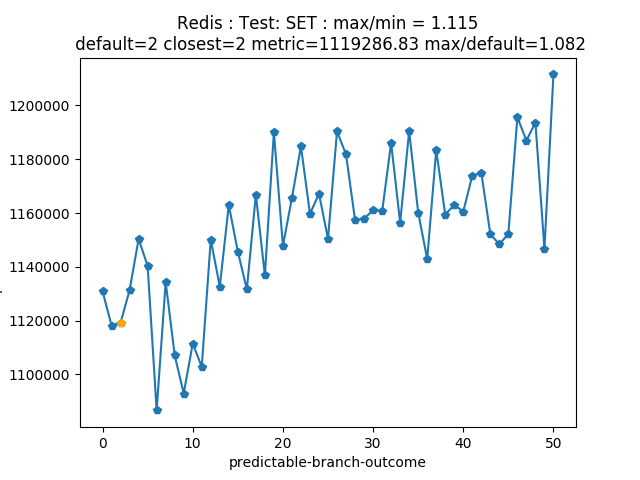 Redis : Test: SET : max/min = 1.115
default=2 closest=2 metric=1119286.83 max/default=1.082
1200000
1180000
1160000
1140000
1120000
1100000
0 10 20 30 40 50
predictable-branch-outcome